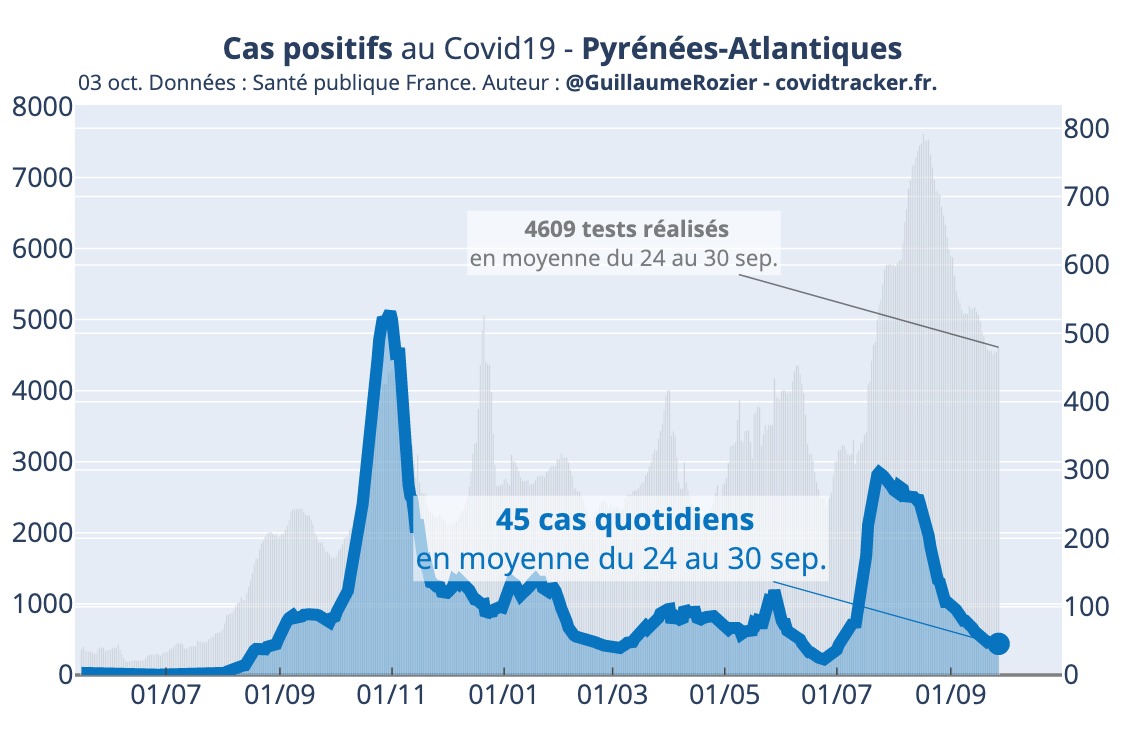 Cas positifs au Covid19 - Pyrénées-Atlantiques
03 oct. Données : Santé publique France. Auteur : @GuillaumeRozier - covidtracker.fr.
8000
7000
6000
5000
4000
3000
2000
1000
0
800
700
600
500
400
300
200
100
0
4609 tests réalisés
en moyenne du 24 au 30 sep.
45 cas quotidiens
en moyenne du 24 au 30 sep.
01/07 01/09 01/11 01/01 01/03 01/05 01/07 01/09